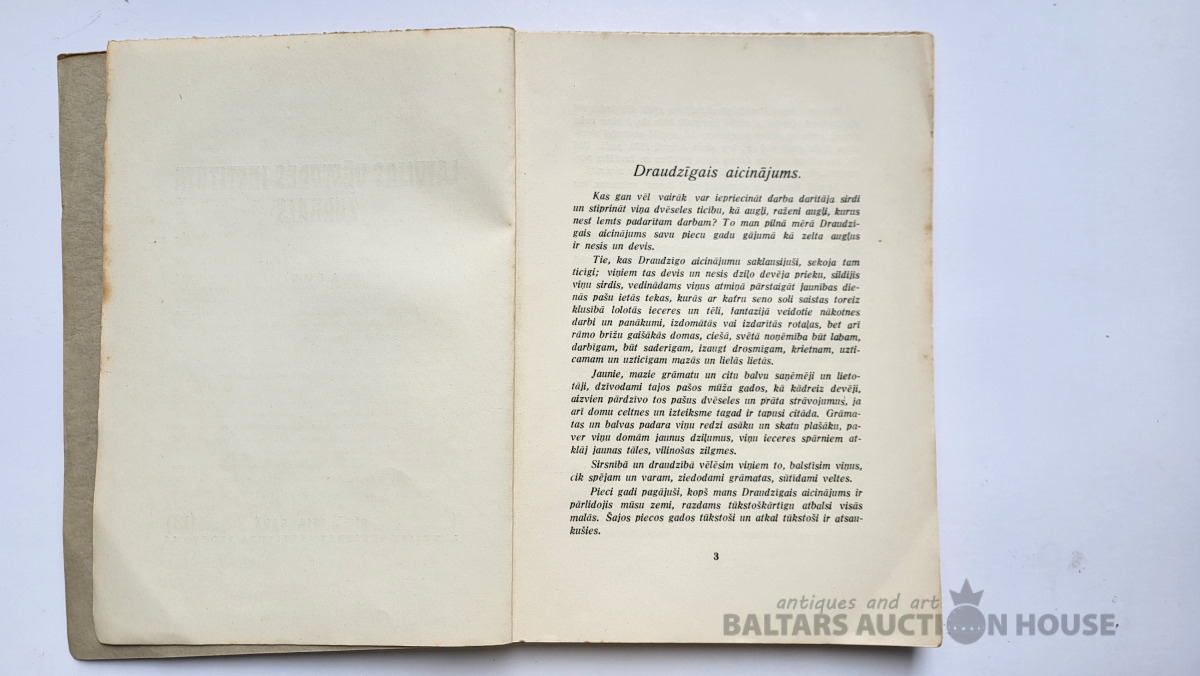 Draudzīgais aicinājums.
Kas gan vēl vairāk var iepriecināt darba darītāja sirdi
un stiprināt viņa dvēseles ticību, kā augļi, raženi augļi, kurus
nest lemts padarītam darbam? To man pilnā mērā Draudzī-
gais aicinājums savu piecu gadu gājumā kā zelta augļus
ir nesis un devis.
Tie, kas Draudzīgo aicinājumu saklausījuši, sekoja tam
ticīgi; viņiem tas devis un nesis dziļo devēja prieku, sildījis
viņu sirdis, vedinādams viņus atmiņā pārstaigāt jaunības die-
nās pašu ietās tekas, kurās ar katru seno soli saistas toreiz
klusībā lolotās ieceres un tēli, fantazijā veidotie nākotnes
darbi un panākumi, izdomātās vai izdarītās rotaļas, bet arī
rāmo brīžu gaišākās domas, ciešā, svētā noņēmība būt labam,
darbīgam, būt saderīgam, izaugt drosmīgam, krietnam, uzti-
camam un uzticīgam mazās un lielās lietās.
Jaunie, mazie grāmatu un citu balvu saņēmēji un lieto-
tāji, dzīvodami tajos pašos mūža gados, kā kādreiz devēji,
aizvien pārdzīvo tos pašus dvēseles un prāta strāvojumus, ja
arī domu celtnes un izteiksme tagad ir tapusi citāda. Grāma-
tas un balvas padara viņu redzi asāku un skatu plašāku, pa-
ver viņu domām jaunus dziļumus, viņu ieceres spārniem at-
klāj jaunas tāles, vilinošas zilgmes.
Sirsnībā un draudzībā vēlēsim viņiem to, balstīsim viņus,
cik spējam un varam, ziedodami grāmatas, sūtīdami veltes.
Pieci gadi pagājuši, kopš mans Draudzīgais aicinājums ir
pārlidojis mūsu zemi, razdams tūkstoškārtīgu atbalsi visās
malās. Šajos piecos gados tūkstoši un atkal tūkstoši ir atsau-
kušies.
3
antiques and art
BALTARS AUCTION HOUSE